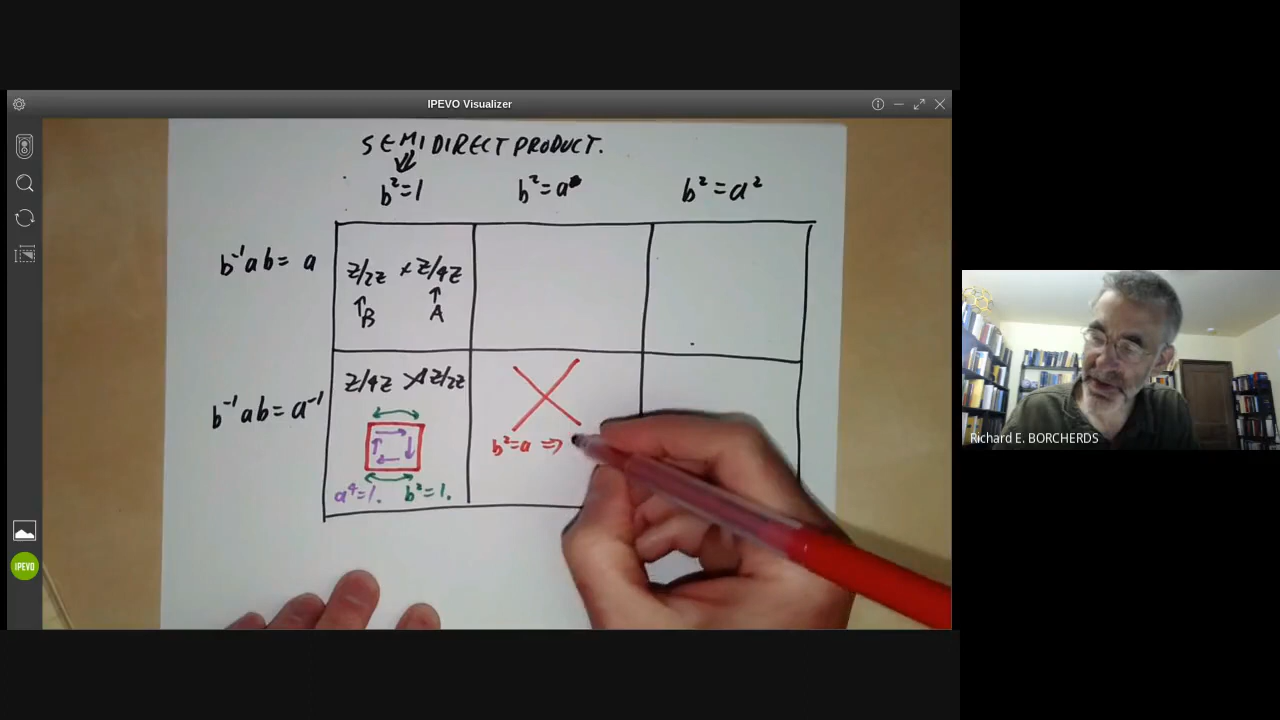 IPEVO Visualizer
SEMIDIRECT PRODUCT.
b²=1 b²=a b²=a²
b⁻¹ab= a
Z/2Z × Z/4Z
B A
b⁻¹ab=a⁻¹
Z/4Z ⋊ Z/2Z
b²=a ⇒
a⁴=1. b²=1.
Richard E. BORCHERDS
IPEVO